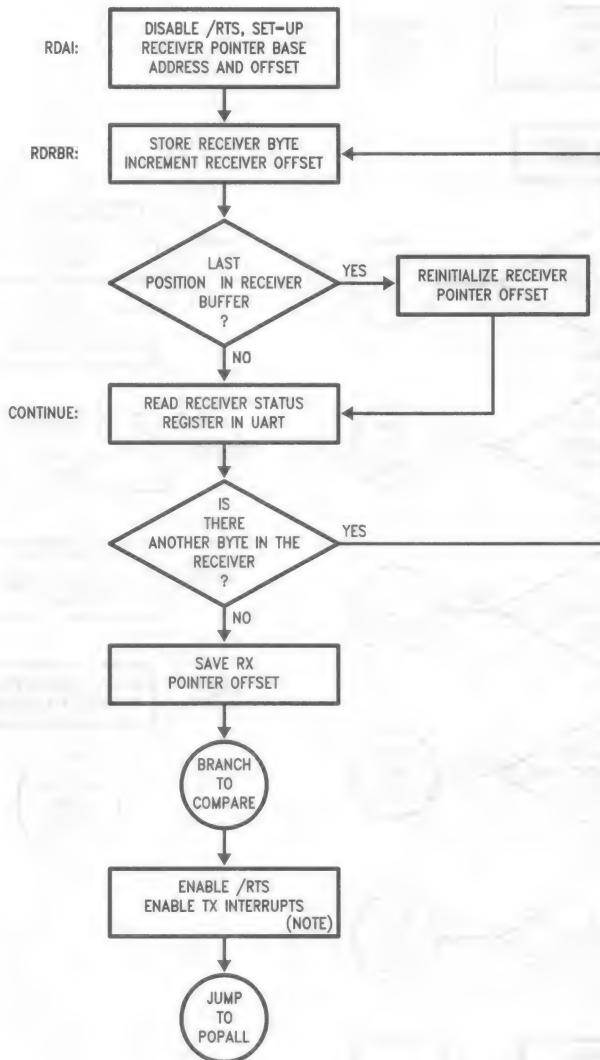 RDAI:
DISABLE /RTS, SET-UP
RECEIVER POINTER BASE
ADDRESS AND OFFSET
RDRBR:
STORE RECEIVER BYTE
INCREMENT RECEIVER OFFSET
LAST
POSITION IN RECEIVER
BUFFER
?
YES
REINITIALIZE RECEIVER
POINTER OFFSET
NO
CONTINUE:
READ RECEIVER STATUS
REGISTER IN UART
IS
THERE
ANOTHER BYTE IN THE
RECEIVER
?
YES
NO
SAVE RX
POINTER OFFSET
BRANCH
TO
COMPARE
ENABLE /RTS
ENABLE TX INTERRUPTS
(NOTE)
JUMP
TO
POPALL